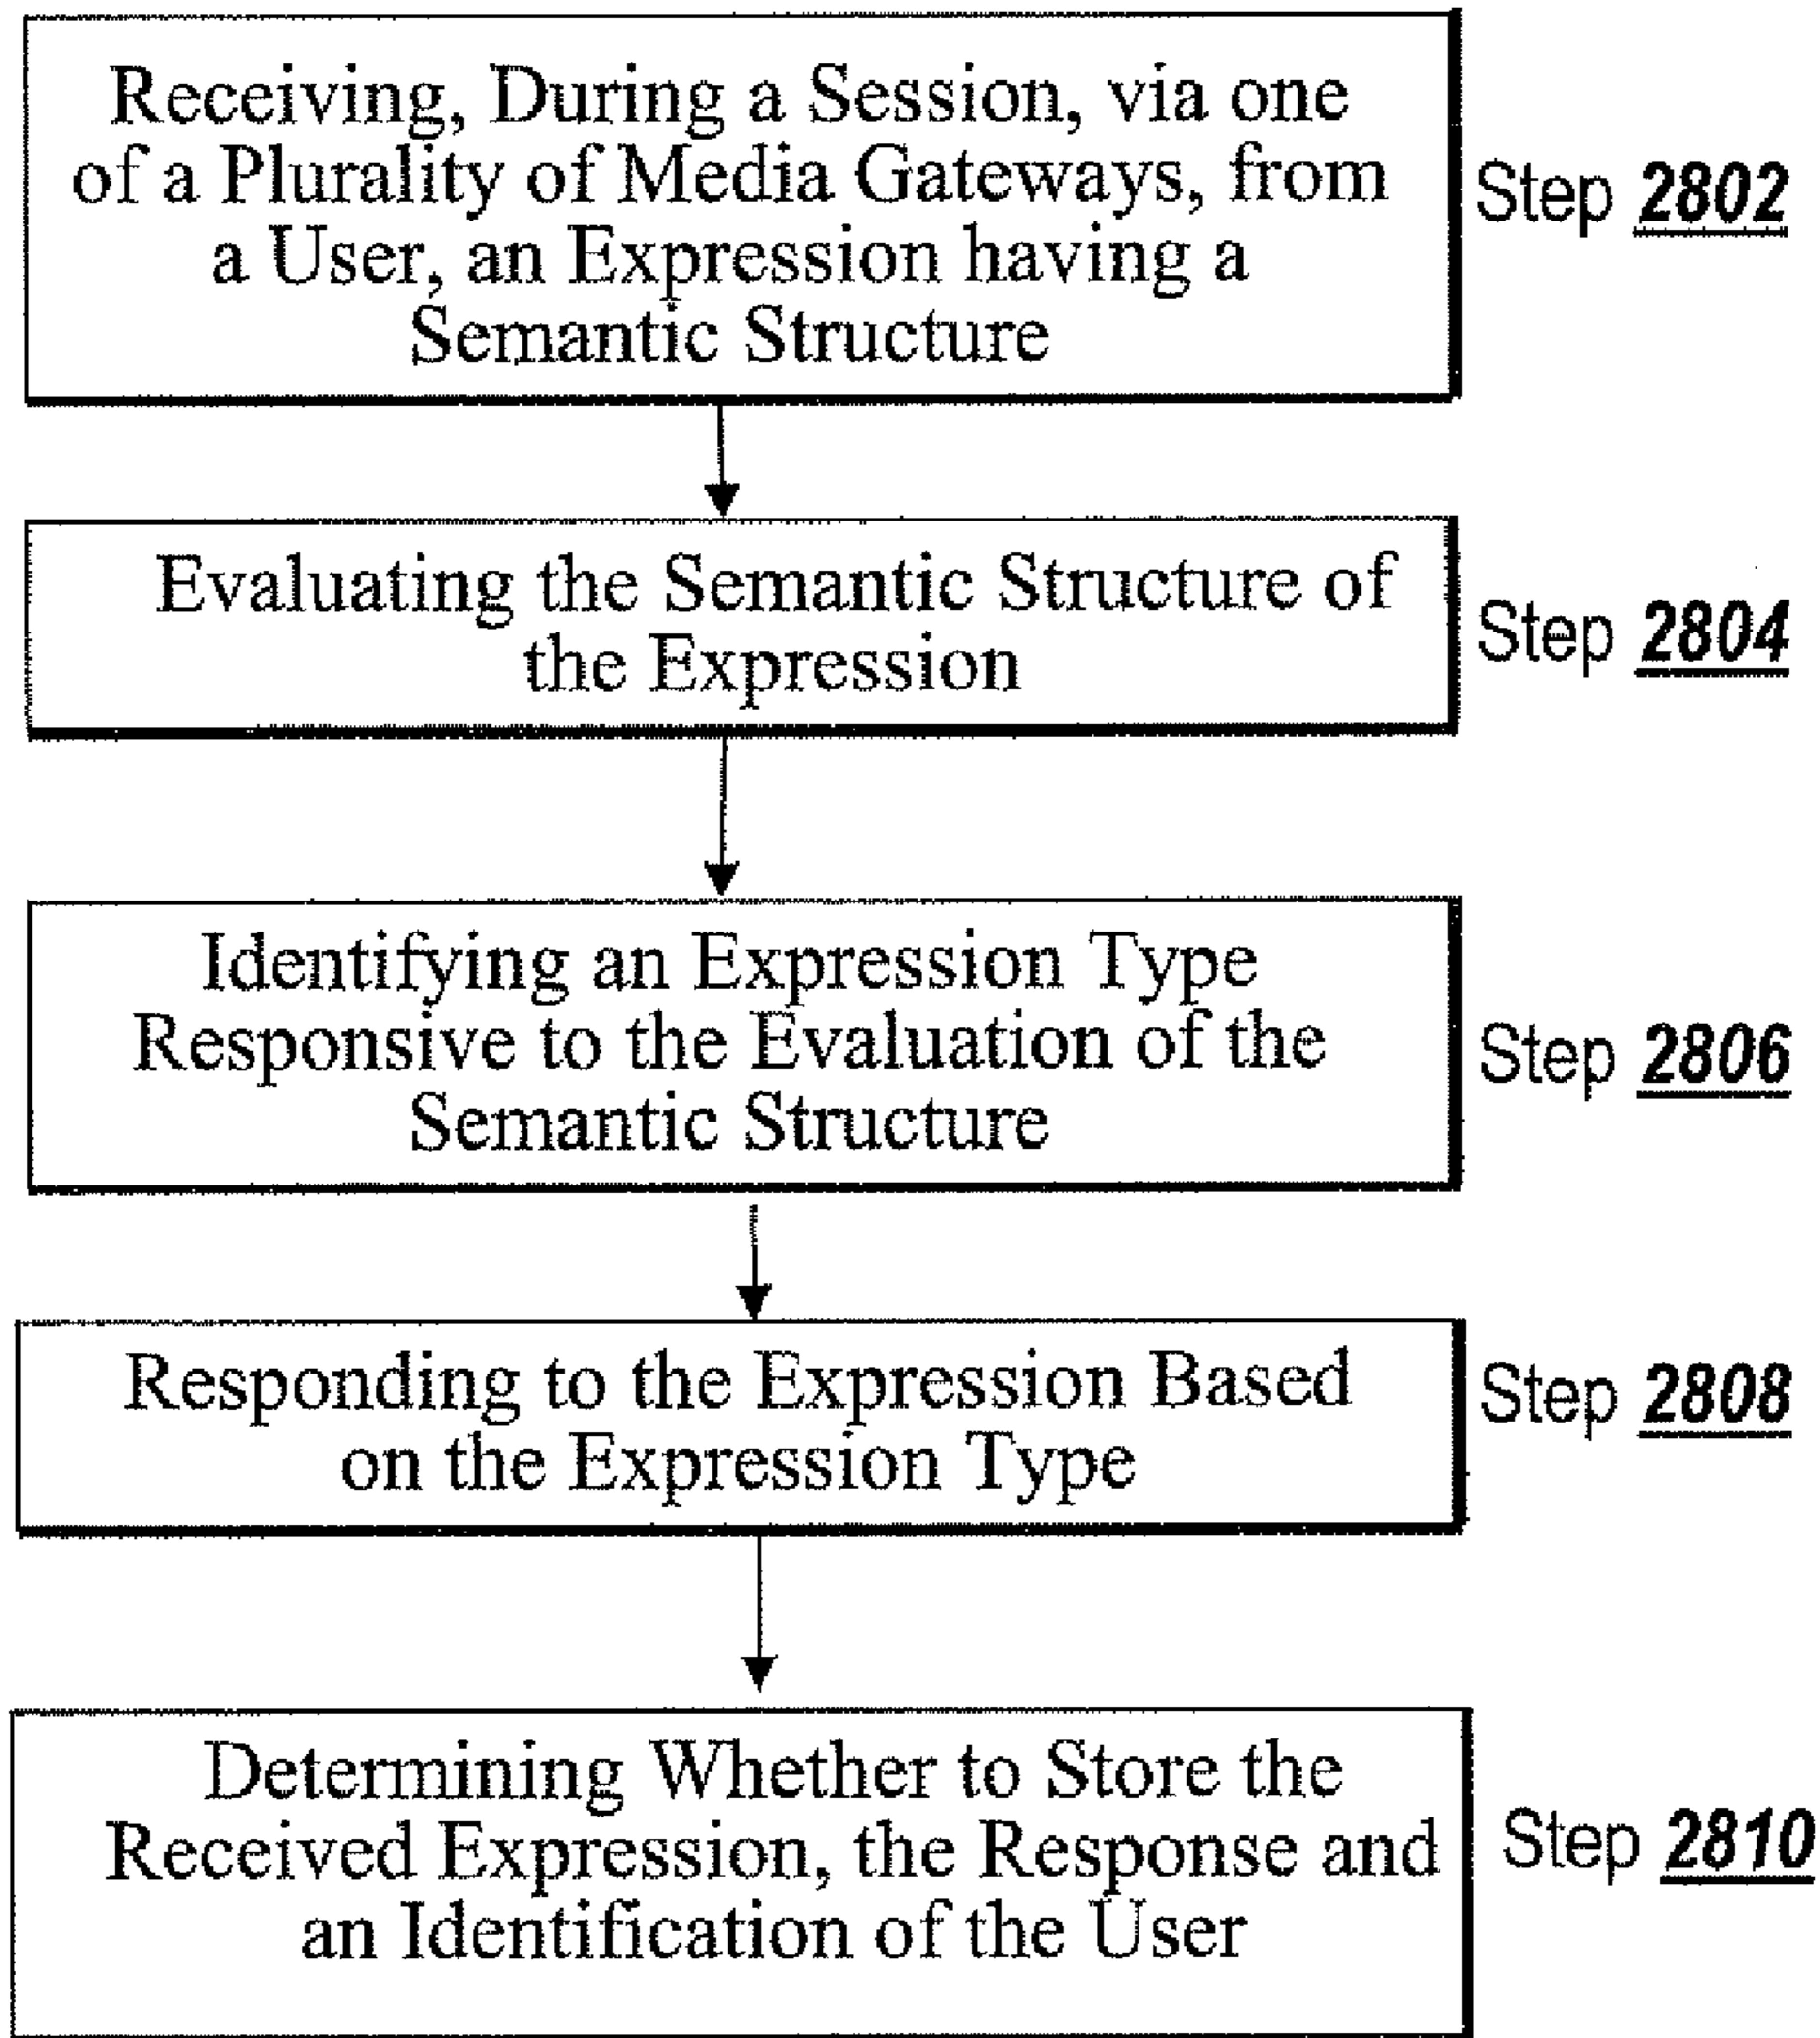 Receiving, During a Session, via one
of a Plurality of Media Gateways, from
a User, an Expression having a
Semantic Structure
Step 2802
Evaluating the Semantic Structure of
the Expression
Step 2804
Identifying an Expression Type
Responsive to the Evaluation of the
Semantic Structure
Step 2806
Responding to the Expression Based
on the Expression Type
Step 2808
Determining Whether to Store the
Received Expression, the Response and
an Identification of the User
Step 2810